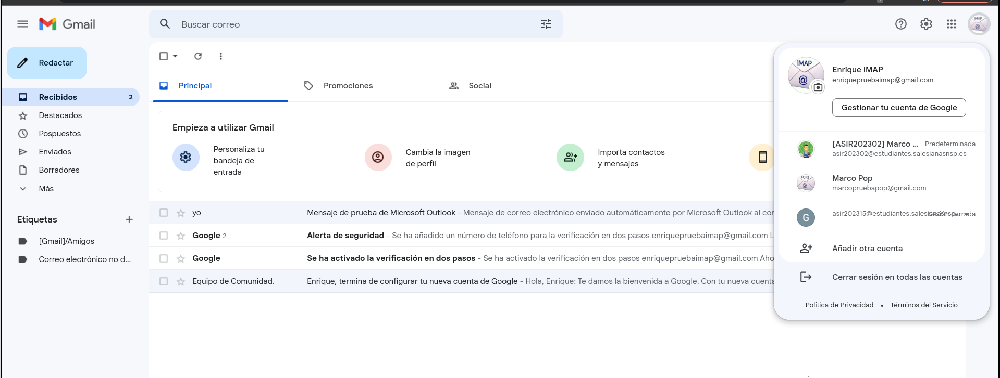 Gmail
Buscar correo
Redactar
Recibidos 2
Destacados
Pospuestos
Enviados
Borradores
Más
Etiquetas
[Gmail]/Amigos
Correo electrónico no d...
Principal
Promociones
Social
Empieza a utilizar Gmail
Personaliza tu
bandeja de
entrada
Cambia la imagen
de perfil
Importa contactos
y mensajes
yo Mensaje de prueba de Microsoft Outlook - Mensaje de correo electrónico enviado automáticamente por Microsoft Outlook al cor
Google 2 Alerta de seguridad - Se ha añadido un número de teléfono para la verificación en dos pasos enriquepruebaimap@gmail.com L
Google Se ha activado la verificación en dos pasos - Se ha activado la verificación en dos pasos enriquepruebaimap@gmail.com Aho
Equipo de Comunidad. Enrique, termina de configurar tu nueva cuenta de Google - Hola, Enrique: Te damos la bienvenida a Google. Con tu nueva cuenta
IMAP
@
IMAP
@
Enrique IMAP
enriquepruebaimap@gmail.com
Gestionar tu cuenta de Google
[ASIR202302] Marco ... Predeterminada
asir202302@estudiantes.salesianasnsp.es
POP3
@
Marco Pop
marcopruebapop@gmail.com
G
asir202315@estudiantes.salesianasnsp... Sesión cerrada
Añadir otra cuenta
Cerrar sesión en todas las cuentas
Política de Privacidad • Términos del Servicio